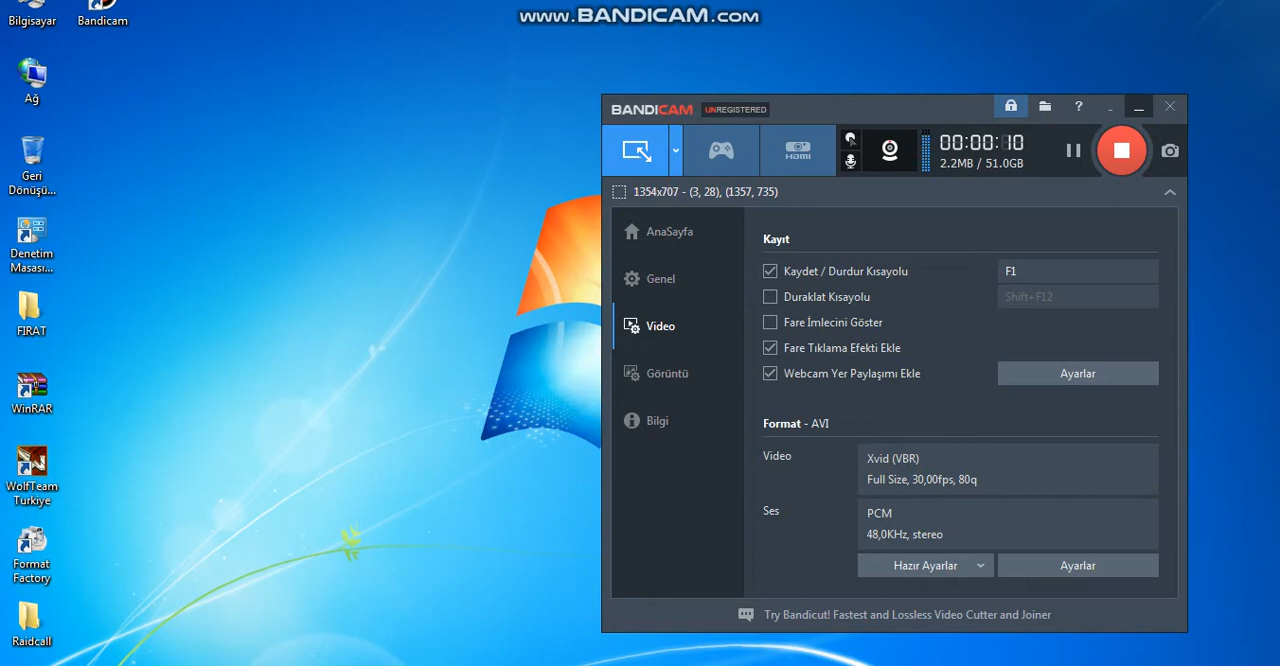 www.BANDICAM.com
Bilgisayar
Bandicam
Ağ
Geri
Dönüşü...
Denetim
Masası...
FIRAT
WinRAR
WolfTeam
Turkiye
Format
Factory
Raidcall
BANDICAM UNREGISTERED
?
HDMI
00:00:10
2.2MB / 51.0GB
1354x707 - (3, 28), (1357, 735)
AnaSayfa
Genel
Video
Görüntü
Bilgi
Kayıt
Kaydet / Durdur Kısayolu
F1
Duraklat Kısayolu
Shift+F12
Fare İmlecini Göster
Fare Tıklama Efekti Ekle
Webcam Yer Paylaşımı Ekle
Ayarlar
Format - AVI
Video
Xvid (VBR)
Full Size, 30,00fps, 80q
Ses
PCM
48,0KHz, stereo
Hazır Ayarlar
Ayarlar
Try Bandicut! Fastest and Lossless Video Cutter and Joiner